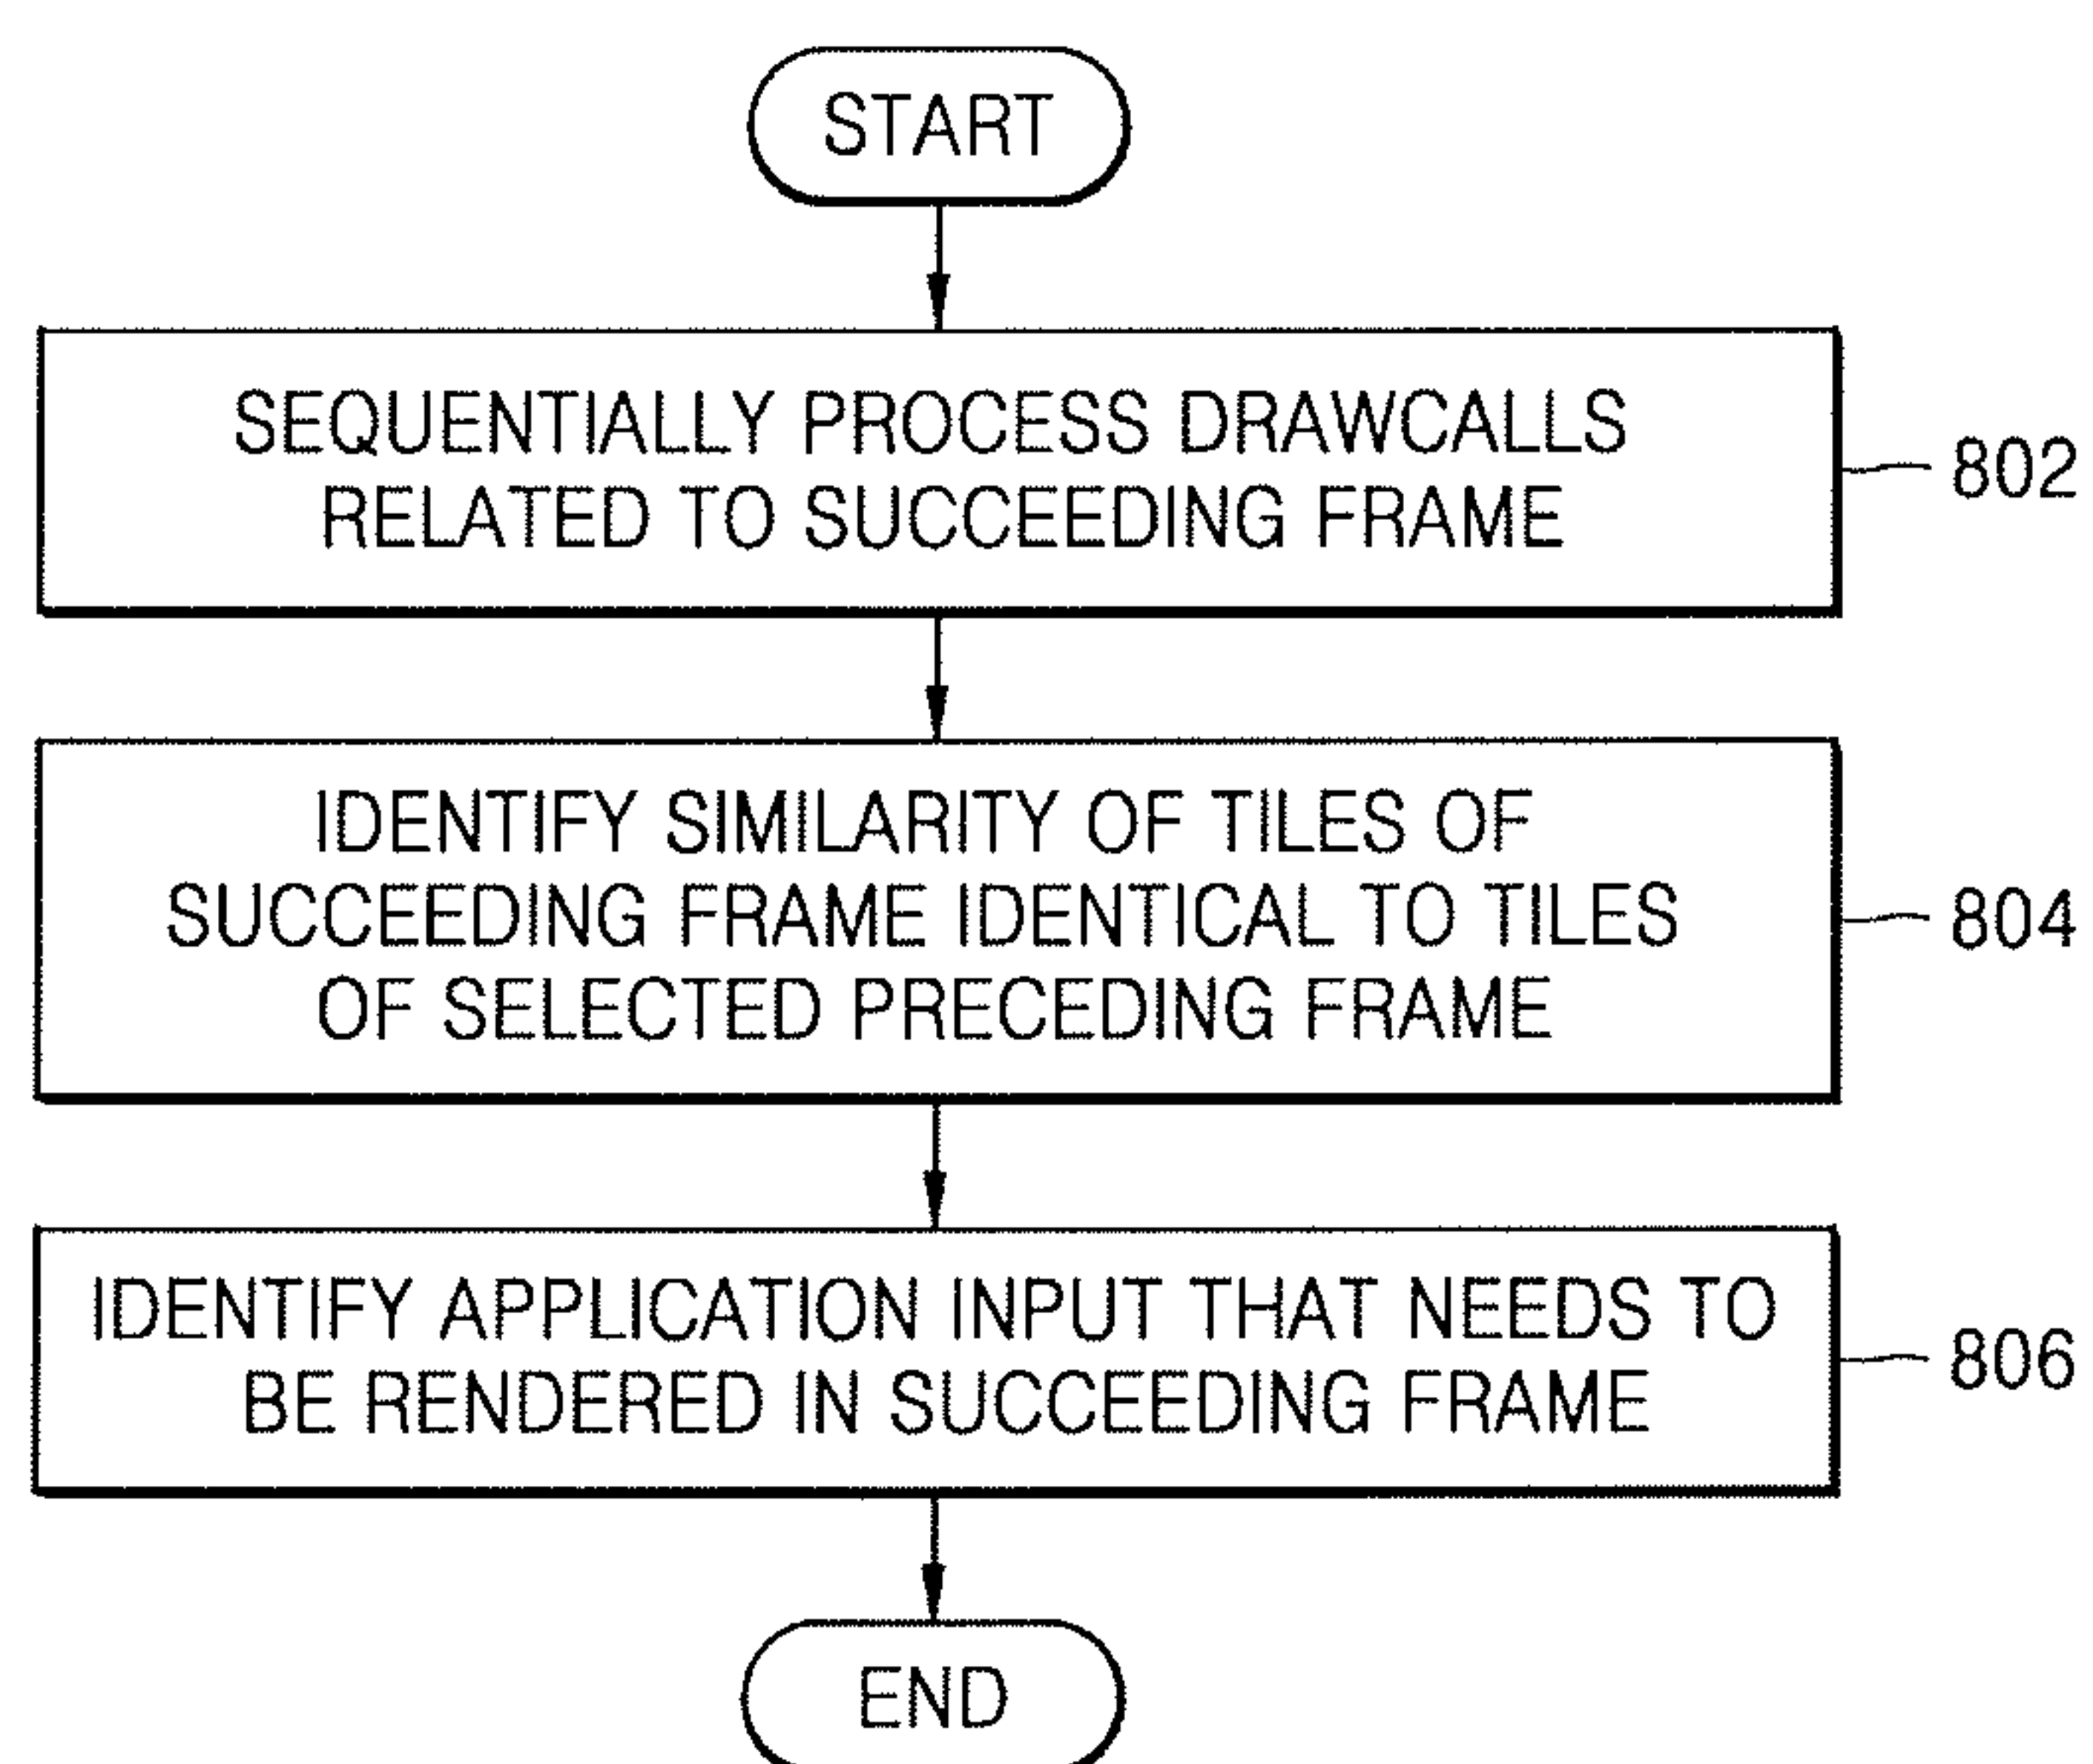 START
SEQUENTIALLY PROCESS DRAWCALLS
RELATED TO SUCCEEDING FRAME
802
IDENTIFY SIMILARITY OF TILES OF
SUCCEEDING FRAME IDENTICAL TO TILES
OF SELECTED PRECEDING FRAME
804
IDENTIFY APPLICATION INPUT THAT NEEDS TO
BE RENDERED IN SUCCEEDING FRAME
806
END